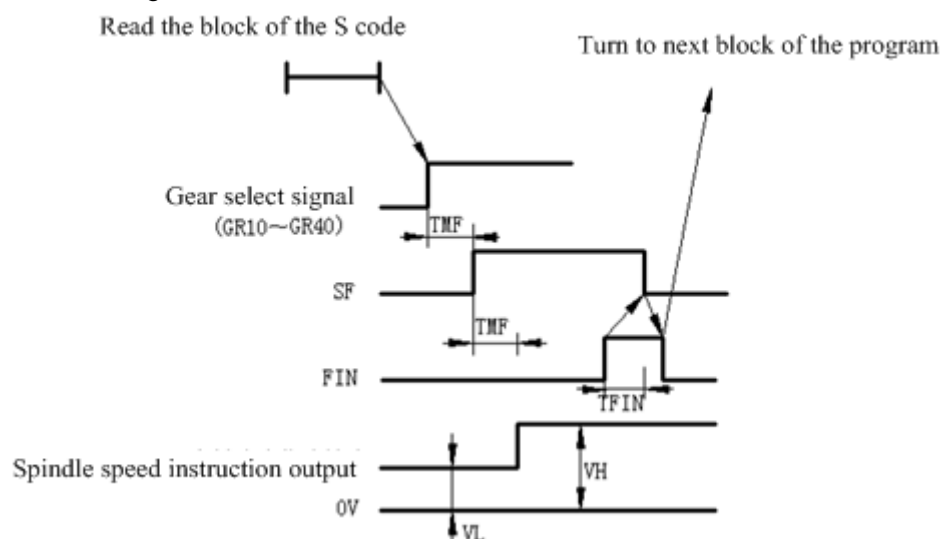 Read the block of the S code
Turn to next block of the program
Gear select signal
(GR10~GR40)
TMF
SF
TMF
FIN
TFIN
Spindle speed instruction output
VH
0V
VL